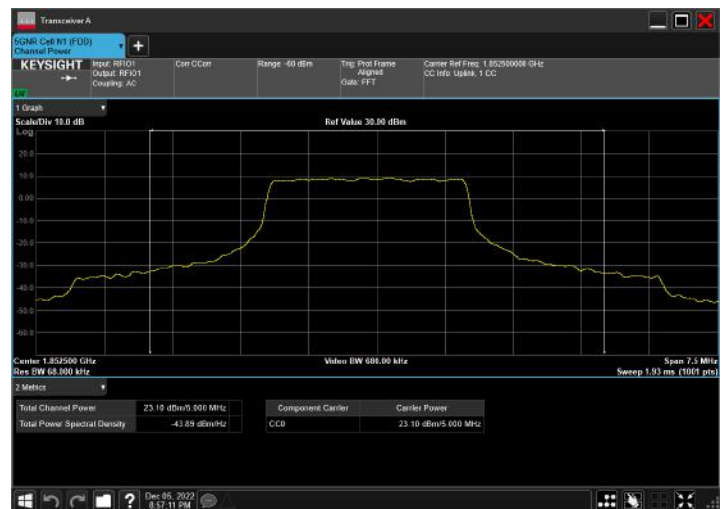 Transceiver A
5GNR Cell N1 (FDD)
Channel Power
KEYSIGHT
Input: RFIO1
Output: RFIO1
Coupling: AC
Corr CCorr
Range: -60 dBm
Trig: Prot Frame
Aligned
Gate: FFT
Carrier Ref Freq: 1.852500000 GHz
CC Info: Uplink, 1 CC
1 Graph
Scale/Div 10.0 dB
Ref Value 30.00 dBm
Log
20.0
10.0
0.00
-10.0
-20.0
-30.0
-40.0
-50.0
-60.0
Center 1.852500 GHz
Video BW 680.00 kHz
Span 7.5 MHz
Res BW 68.000 kHz
Sweep 1.93 ms (1001 pts)
2 Metrics
Total Channel Power 23.10 dBm/5.000 MHz
Total Power Spectral Density -43.89 dBm/Hz
Component Carrier Carrier Power
CC0 23.10 dBm/5.000 MHz
?
Dec 05, 2022
8:57:11 PM